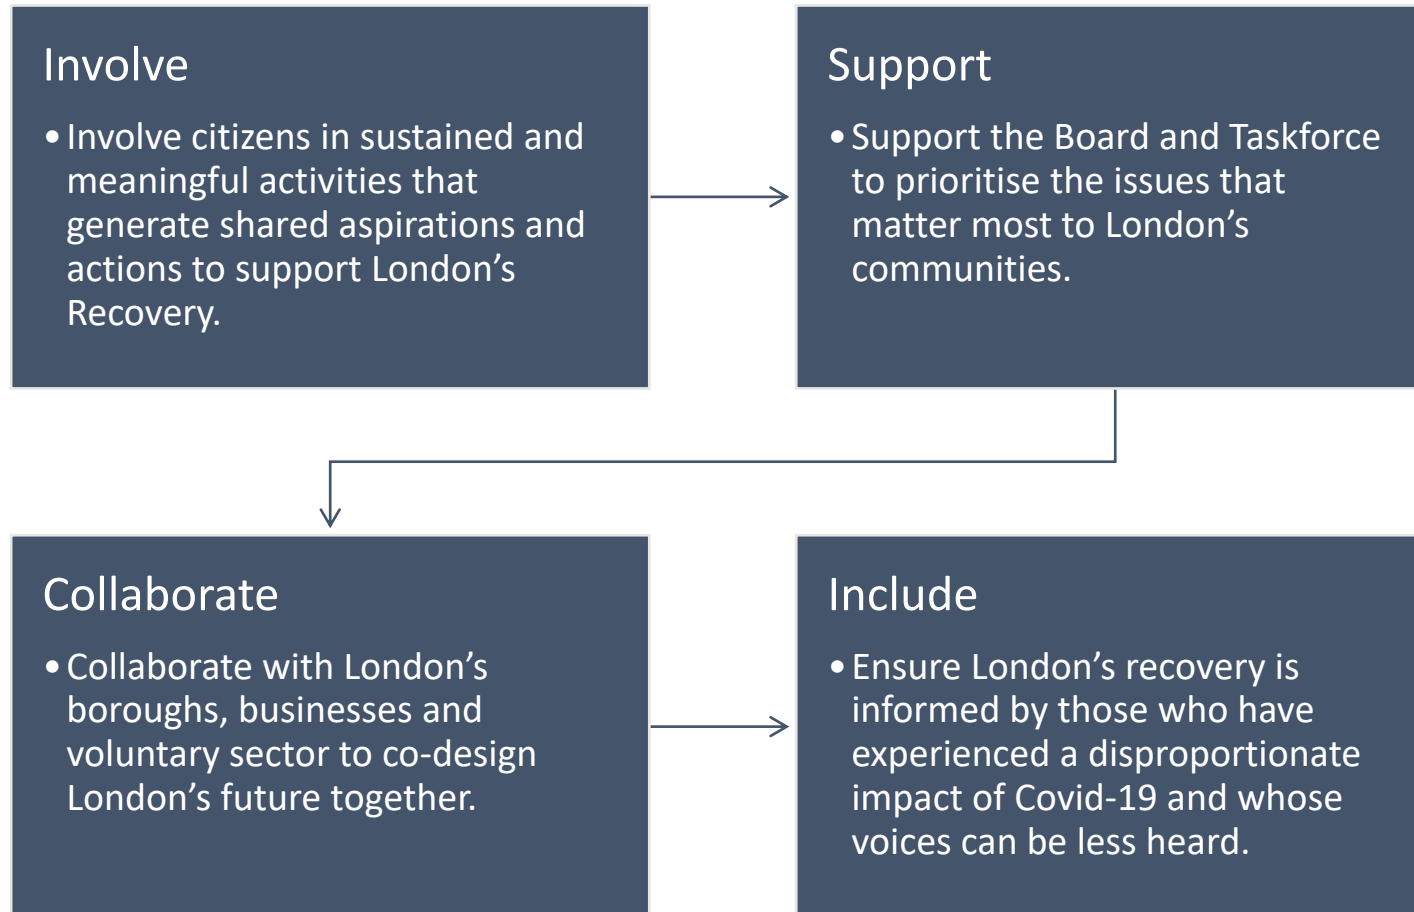 Involve
• Involve citizens in sustained and
meaningful activities that
generate shared aspirations and
actions to support London’s
Recovery.
Support
• Support the Board and Taskforce
to prioritise the issues that
matter most to London’s
communities.
Collaborate
• Collaborate with London’s
boroughs, businesses and
voluntary sector to co-design
London’s future together.
Include
• Ensure London’s recovery is
informed by those who have
experienced a disproportionate
impact of Covid-19 and whose
voices can be less heard.